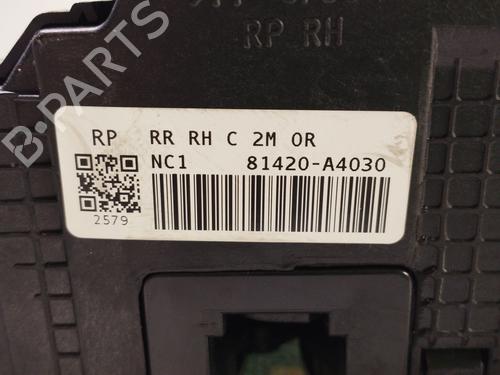 RP RH
RP RR RH C 2M OR
NC1 81420-A4030
2579
B-PARTS